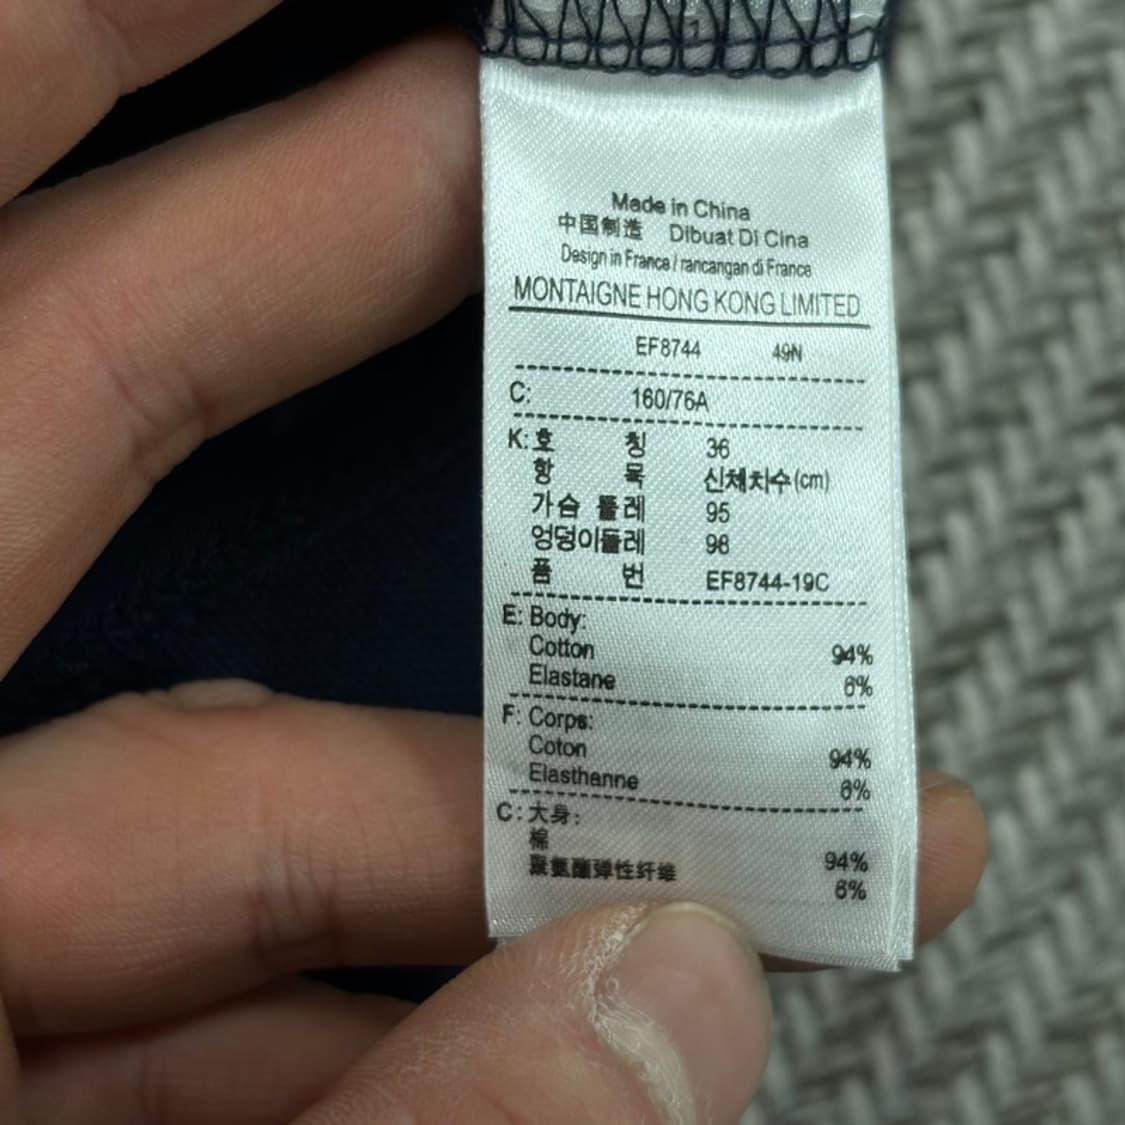 Made in China
中国制造 Dibuat Di Cina
Design in France / rancangan di France
MONTAIGNE HONG KONG LIMITED
EF8744 49N
C: 160/76A
K: 호 칭 36
항 목 신체치수(cm)
가슴 둘레 95
엉덩이둘레 98
품 번 EF8744-19C
E: Body:
Cotton 94%
Elastane 6%
F: Corps:
Coton 94%
Elasthanne 6%
C: 大身:
棉 94%
聚氨酯弹性纤维 6%